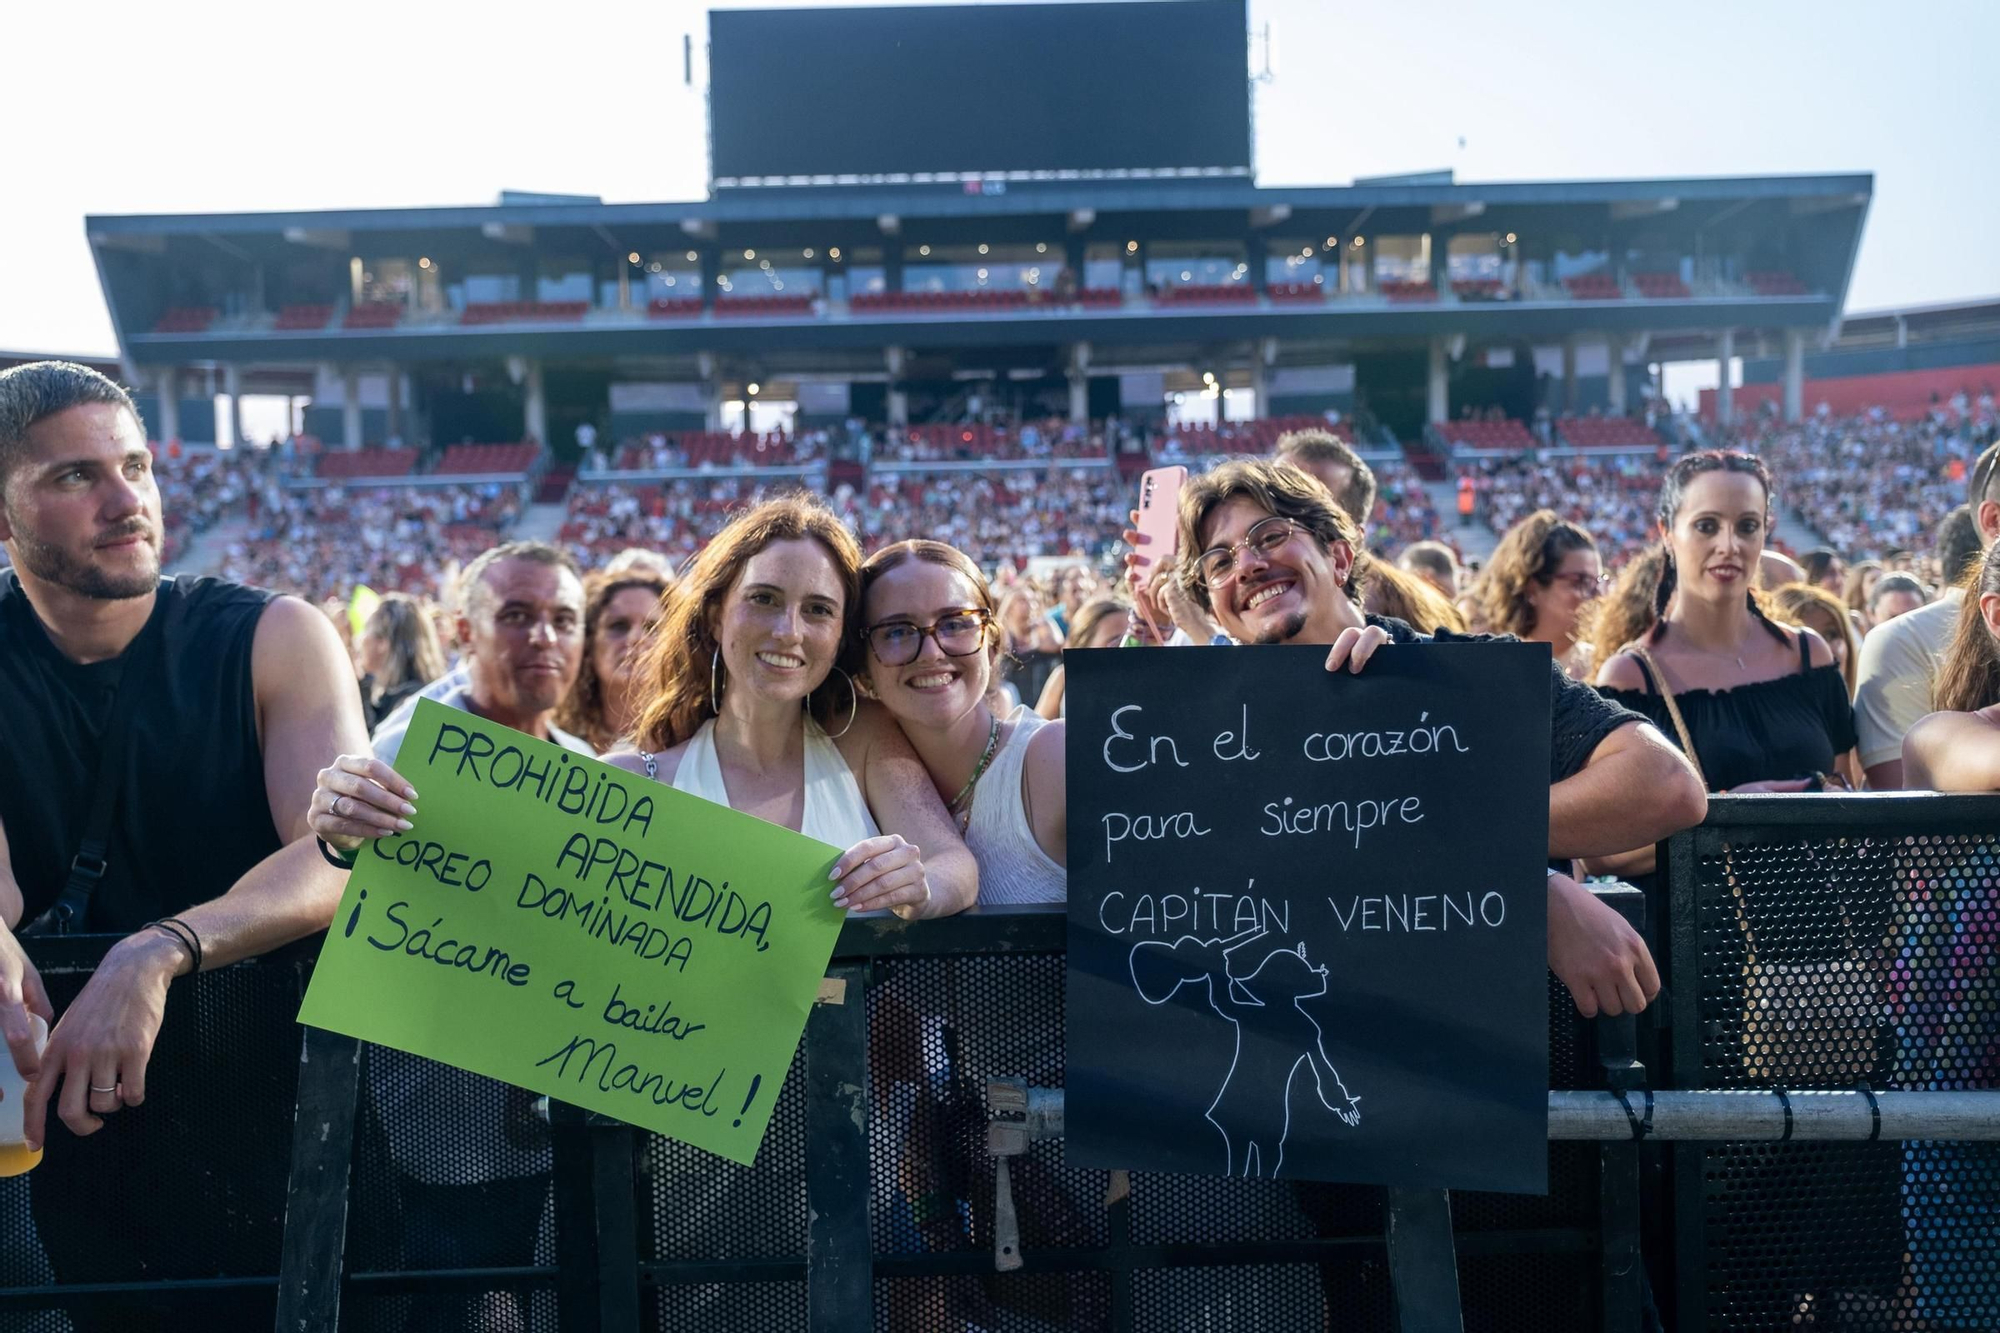 PROHIBIDA
APRENDIDA,
COREO DOMINADA
¡Sácame a bailar
Manuel!
En el corazón
para siempre
CAPITÁN VENENO